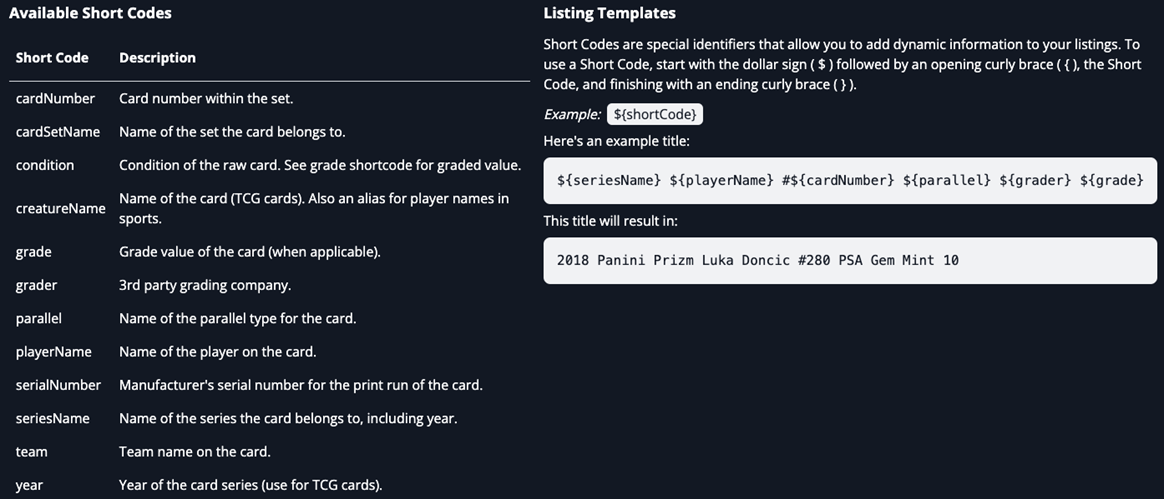 Available Short Codes
Short Code Description
cardNumber Card number within the set.
cardSetName Name of the set the card belongs to.
condition Condition of the raw card. See grade shortcode for graded value.
creatureName Name of the card (TCG cards). Also an alias for player names in
sports.
grade Grade value of the card (when applicable).
grader 3rd party grading company.
parallel Name of the parallel type for the card.
playerName Name of the player on the card.
serialNumber Manufacturer's serial number for the print run of the card.
seriesName Name of the series the card belongs to, including year.
team Team name on the card.
year Year of the card series (use for TCG cards).
Listing Templates
Short Codes are special identifiers that allow you to add dynamic information to your listings. To
use a Short Code, start with the dollar sign ( $ ) followed by an opening curly brace ( { ), the Short
Code, and finishing with an ending curly brace ( } ).
Example: ${shortCode}
Here's an example title:
${seriesName} ${playerName} #${cardNumber} ${parallel} ${grader} ${grade}
This title will result in:
2018 Panini Prizm Luka Doncic #280 PSA Gem Mint 10